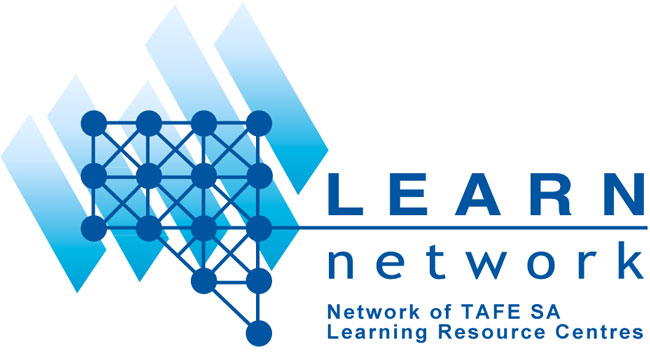 LEARN
network
Network of TAFE SA
Learning Resource Centres